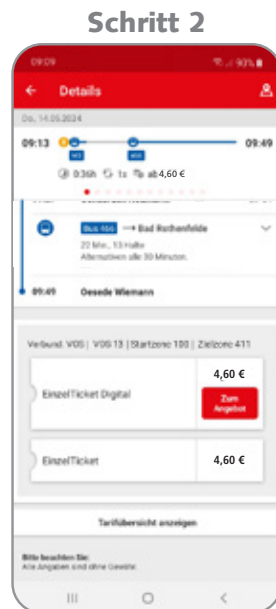 Schritt 2
09:09 90%
Details
Do., 14.05.2024
09:13 09:49
0:36h 1x ab 4,60 €
Bus 466 → Bad Rothenfelde
22 Min., 13 Halte
Alternativen alle 30 Minuten.
09:49 Oesede Wiemann
Verbund: VOS | VOS 13 | Startzone 100 | Zielzone 411
4,60 €
EinzelTicket Digital
Zum
Angebot
EinzelTicket 4,60 €
Tarifübersicht anzeigen
Bitte beachten Sie:
Alle Angaben sind ohne Gewähr.